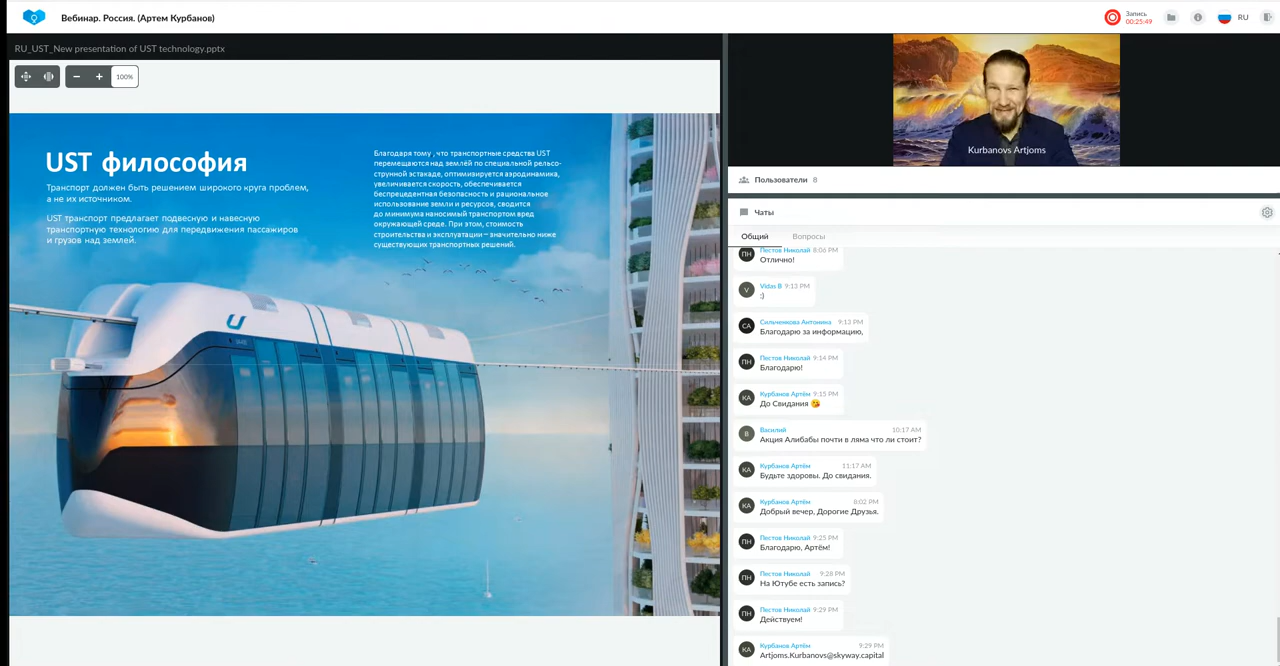 Вебинар. Россия. (Артем Курбанов)
Запись
00:25:49
RU
RU_UST_New presentation of UST technology.pptx
100%
UST философия
Транспорт должен быть решением широкого круга проблем,
а не их источником.
UST транспорт предлагает подвесную и навесную
транспортную технологию для передвижения пассажиров
и грузов над землей.
Благодаря тому , что транспортные средства UST
перемещаются над землёй по специальной рельсо-
струнной эстакаде, оптимизируется аэродинамика,
увеличивается скорость, обеспечивается
беспрецедентная безопасность и рациональное
использование земли и ресурсов, сводится
до минимума наносимый транспортом вред
окружающей среде. При этом, стоимость
строительства и эксплуатации – значительно ниже
существующих транспортных решений.
Kurbanovs Artjoms
Пользователи 8
Чаты
Общий Вопросы
ПН Пестов Николай 8:06 PM
Отлично!
V Vidas B 9:13 PM
:)
СА Сильченкова Антонина 9:13 PM
Благодарю за информацию,
ПН Пестов Николай 9:14 PM
Благодарю!
КА Курбанов Артём 9:15 PM
До Свидания 😘
В Василий 10:17 AM
Акция Алибабы почти в ляма что ли стоит?
КА Курбанов Артём 11:17 AM
Будьте здоровы. До свидания.
КА Курбанов Артём 8:02 PM
Добрый вечер, Дорогие Друзья.
ПН Пестов Николай 9:25 PM
Благодарю, Артём!
ПН Пестов Николай 9:28 PM
На Ютубе есть запись?
ПН Пестов Николай 9:29 PM
Действуем!
КА Курбанов Артём 9:29 PM
Artjoms.Kurbanovs@skyway.capital